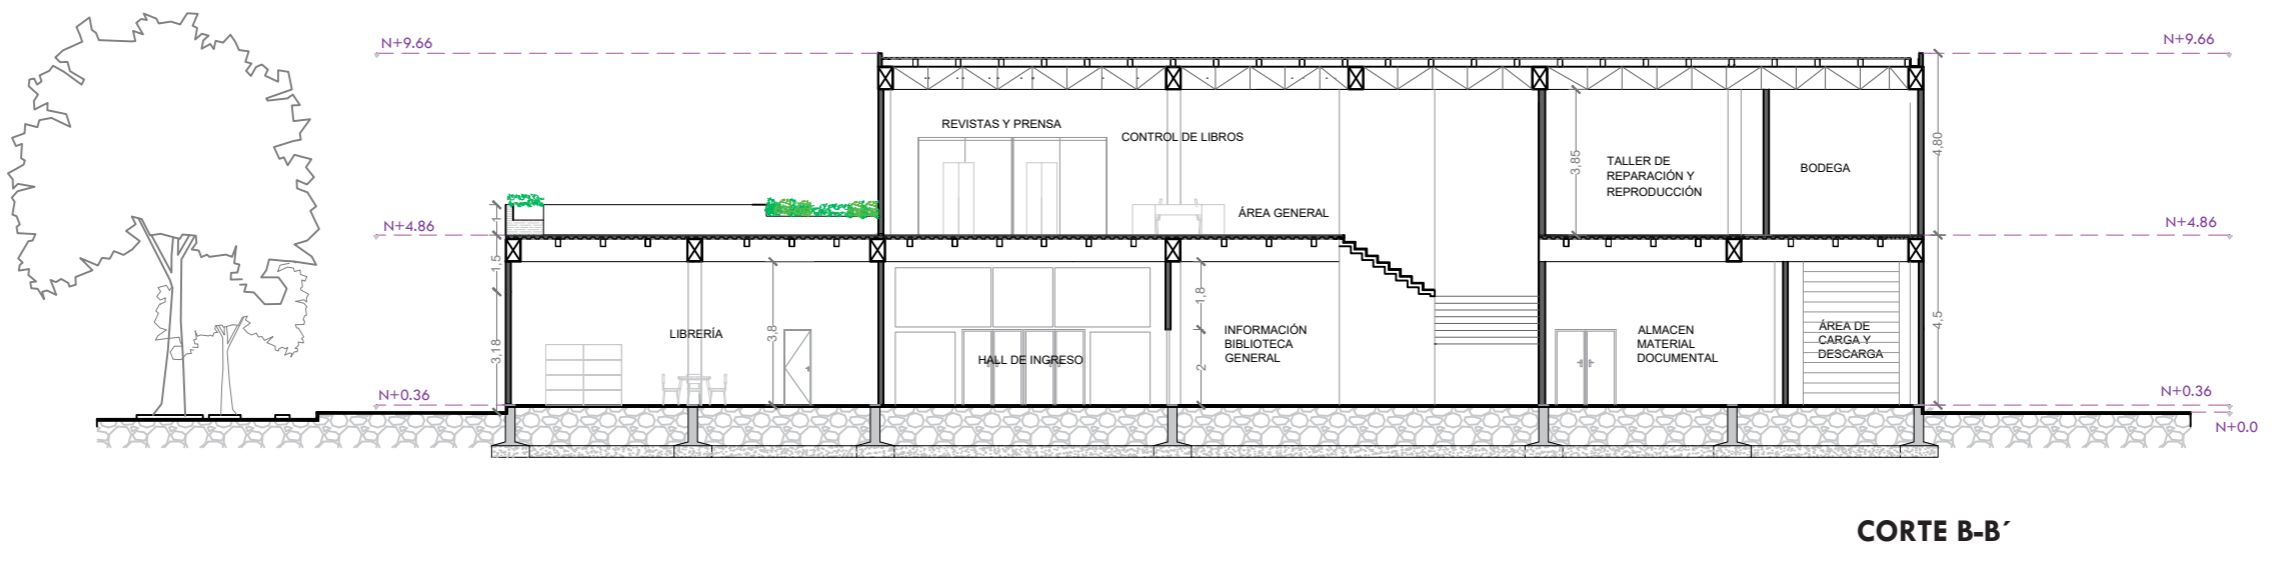 N+9.66
N+9.66
REVISTAS Y PRENSA
CONTROL DE LIBROS
4,80
3,85
TALLER DE
REPARACIÓN Y
REPRODUCCIÓN
BODEGA
ÁREA GENERAL
1
N+4.86
N+4.86
1,5
1,8
3,8
4,5
LIBRERÍA
HALL DE INGRESO
INFORMACIÓN
BIBLIOTECA
GENERAL
ALMACEN
MATERIAL
DOCUMENTAL
ÁREA DE
CARGA Y
DESCARGA
3,18
2
N+0.36
N+0.36
N+0.0
CORTE B-B´